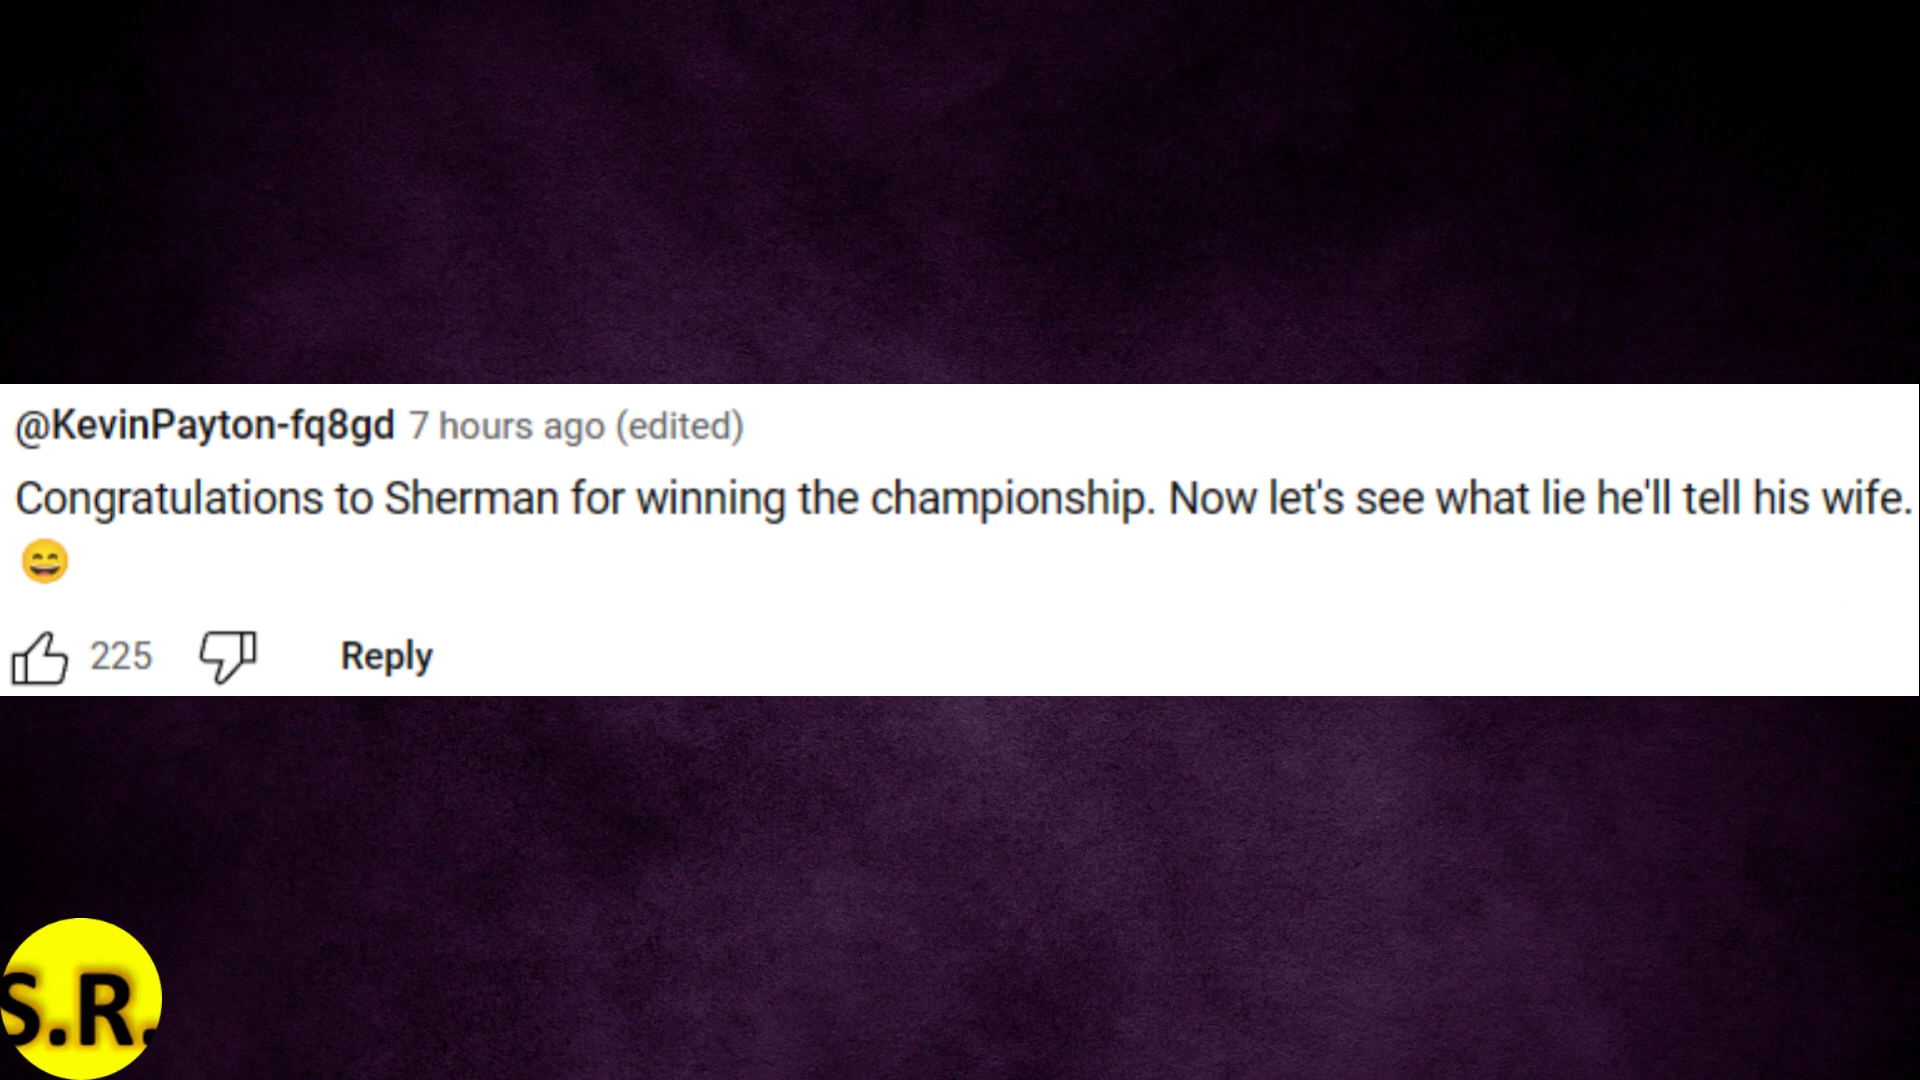 @KevinPayton-fq8gd 7 hours ago (edited)
Congratulations to Sherman for winning the championship. Now let's see what lie he'll tell his wife.
😄
225 Reply
S.R.